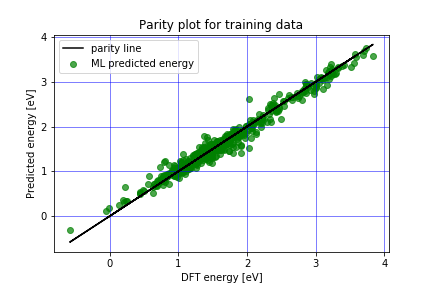 Parity plot for training data
parity line
ML predicted energy
Predicted energy [eV]
4
3
2
1
0
0 1 2 3 4
DFT energy [eV]